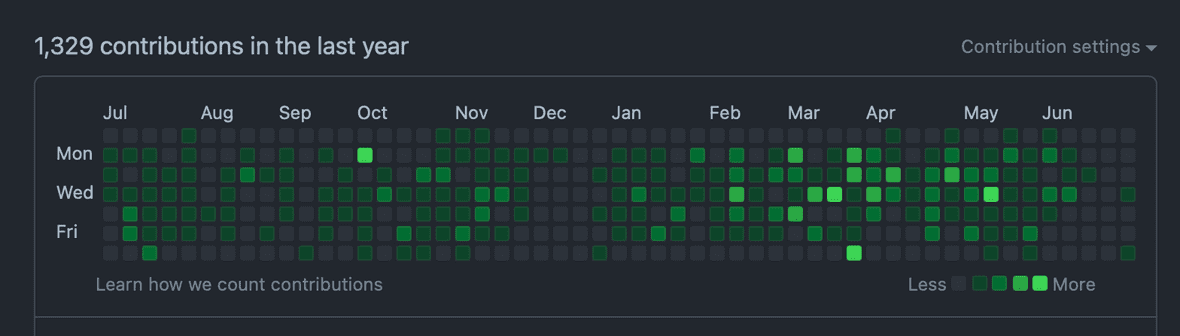 1,329 contributions in the last year
Contribution settings
Jul Aug Sep Oct Nov Dec Jan Feb Mar Apr May Jun
Mon
Wed
Fri
Learn how we count contributions
Less More